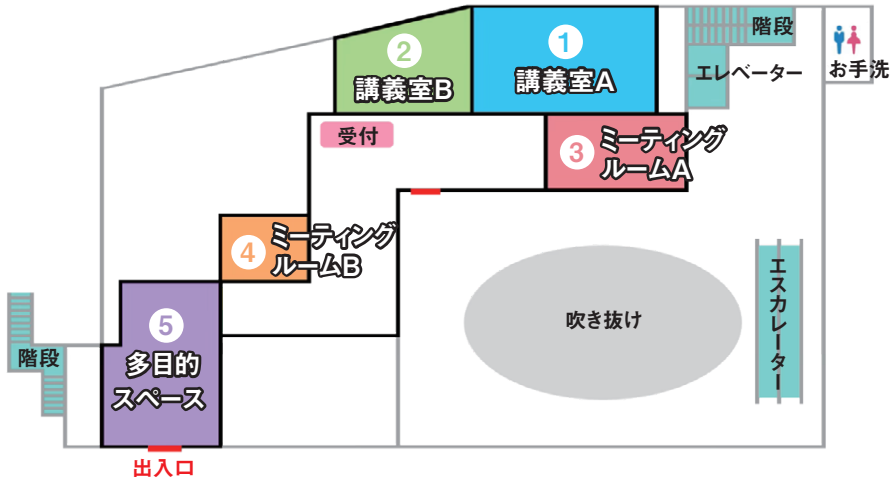 1
講義室A
2
講義室B
階段
エレベーター
お手洗
受付
3
ミーティング
ルームA
4
ミーティング
ルームB
5
多目的
スペース
吹き抜け
エスカレーター
階段
出入口